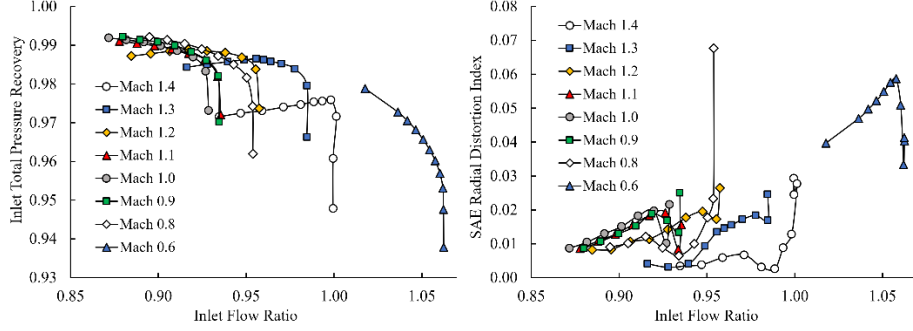 1.00
0.99
0.98
0.97
0.96
0.95
0.94
0.93
Inlet Total Pressure Recovery
Mach 1.4
Mach 1.3
Mach 1.2
Mach 1.1
Mach 1.0
Mach 0.9
Mach 0.8
Mach 0.6
0.85 0.90 0.95 1.00 1.05
Inlet Flow Ratio
0.08
0.07
0.06
0.05
0.04
0.03
0.02
0.01
0.00
SAE Radial Distortion Index
Mach 1.4
Mach 1.3
Mach 1.2
Mach 1.1
Mach 1.0
Mach 0.9
Mach 0.8
Mach 0.6
0.85 0.90 0.95 1.00 1.05
Inlet Flow Ratio